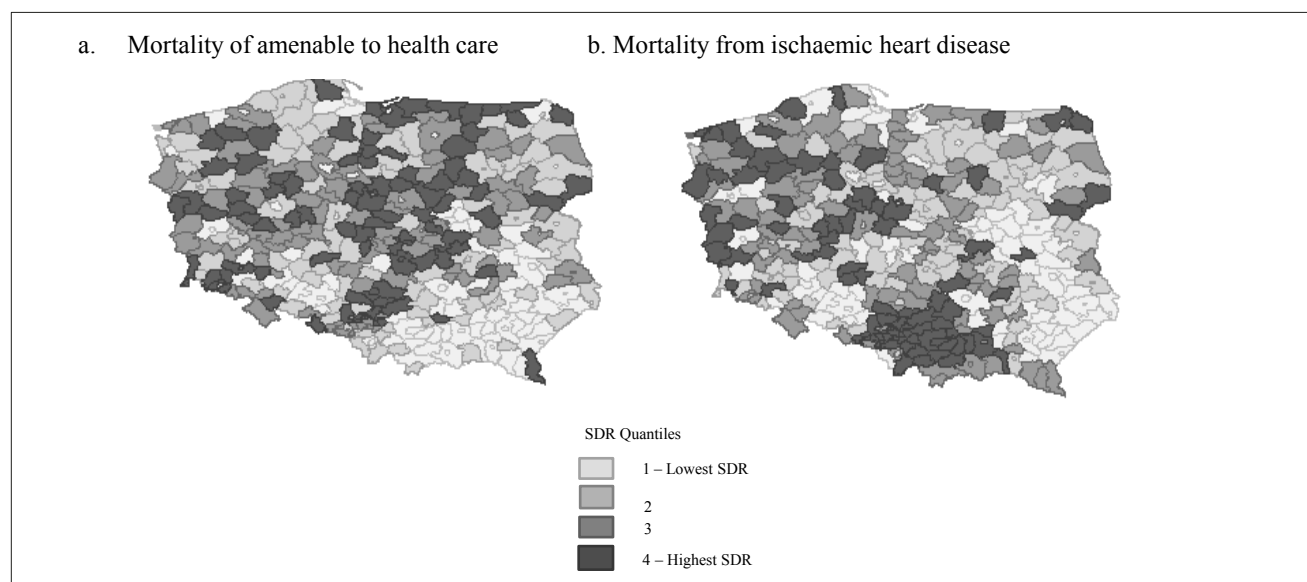 a. Mortality of amenable to health care
b. Mortality from ischaemic heart disease
SDR Quantiles
1 – Lowest SDR
2
3
4 – Highest SDR